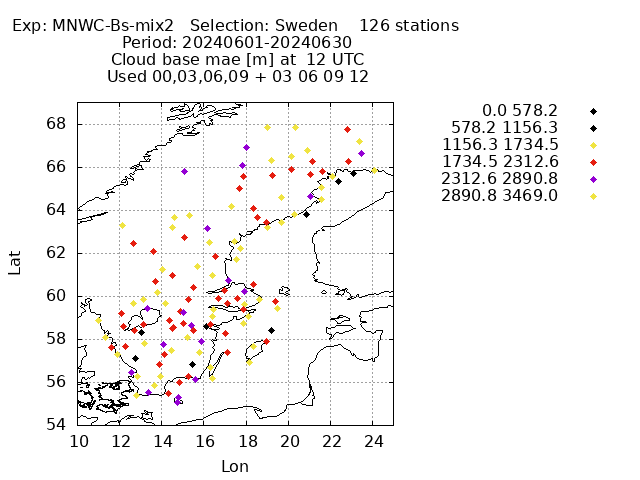 Exp: MNWC-Bs-mix2   Selection: Sweden    126 stations
Period: 20240601-20240630
Cloud base mae [m] at  12 UTC
Used 00,03,06,09 + 03 06 09 12
0.0 578.2
578.2 1156.3
1156.3 1734.5
1734.5 2312.6
2312.6 2890.8
2890.8 3469.0
68
66
64
62
60
58
56
54
Lat
10 12 14 16 18 20 22 24
Lon